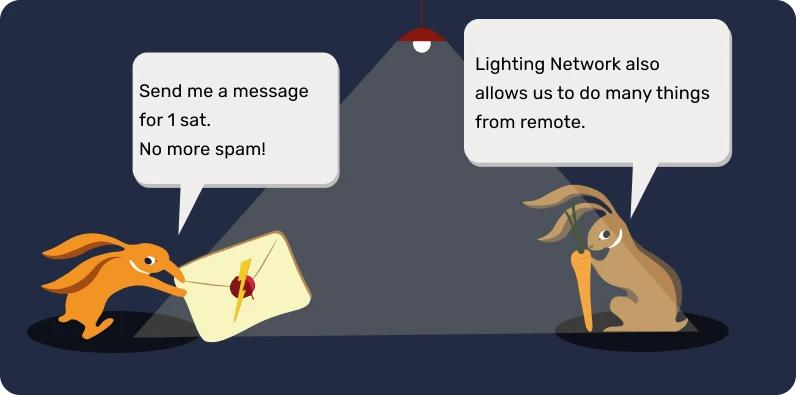 Send me a message
for 1 sat.
No more spam!
Lighting Network also
allows us to do many things
from remote.